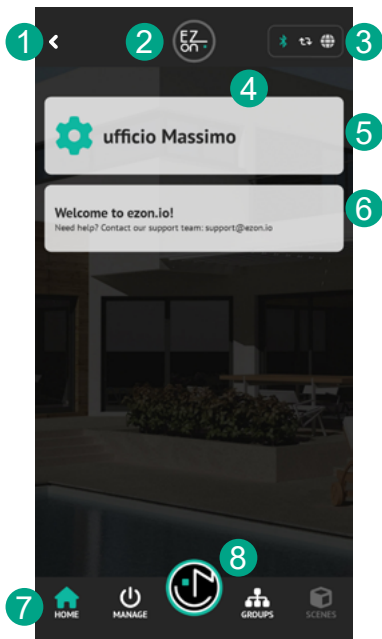 1
2
EZ
on
3
4
ufficio Massimo
5
Welcome to ezon.io!
Need help? Contact our support team: support@ezon.io
6
7
8
HOME
MANAGE
GROUPS
SCENES